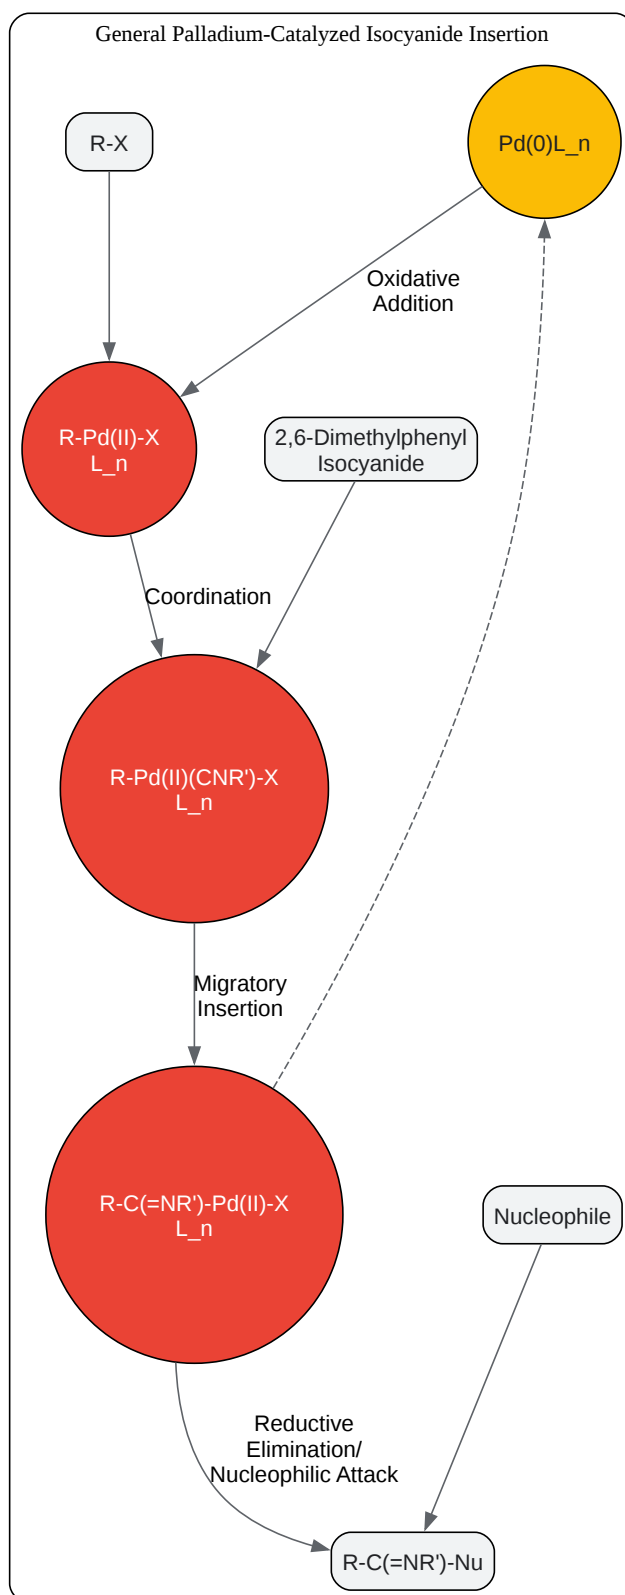 General Palladium-Catalyzed Isocyanide Insertion
R-X
Pd(0)L_n
Oxidative
Addition
R-Pd(II)-X
L_n
2,6-Dimethylphenyl
Isocyanide
Coordination
R-Pd(II)(CNR')-X
L_n
Migratory
Insertion
R-C(=NR')-Pd(II)-X
L_n
Nucleophile
Reductive
Elimination/
Nucleophilic Attack
R-C(=NR')-Nu